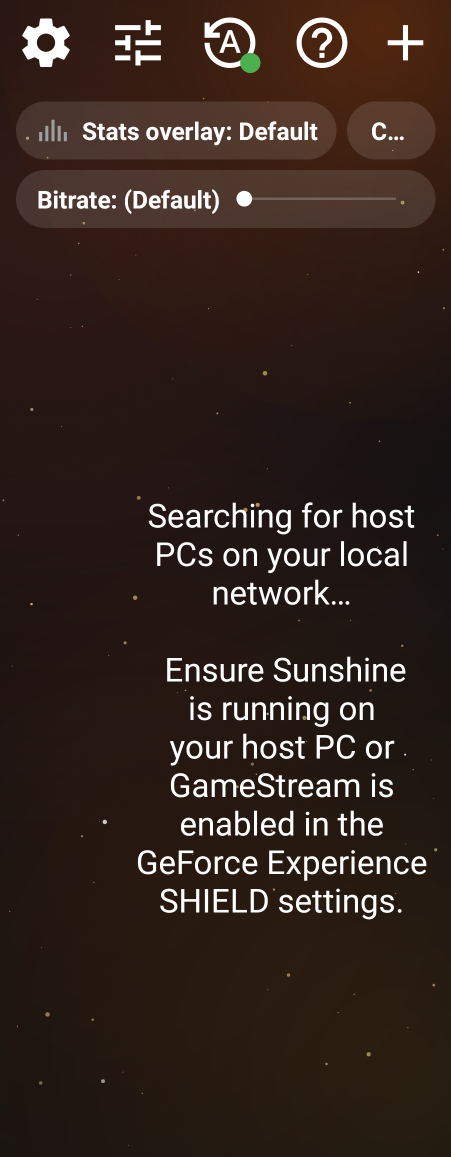 A
Stats overlay: Default
C...
Bitrate: (Default)
Searching for host
PCs on your local
network...
Ensure Sunshine
is running on
your host PC or
GameStream is
enabled in the
GeForce Experience
SHIELD settings.